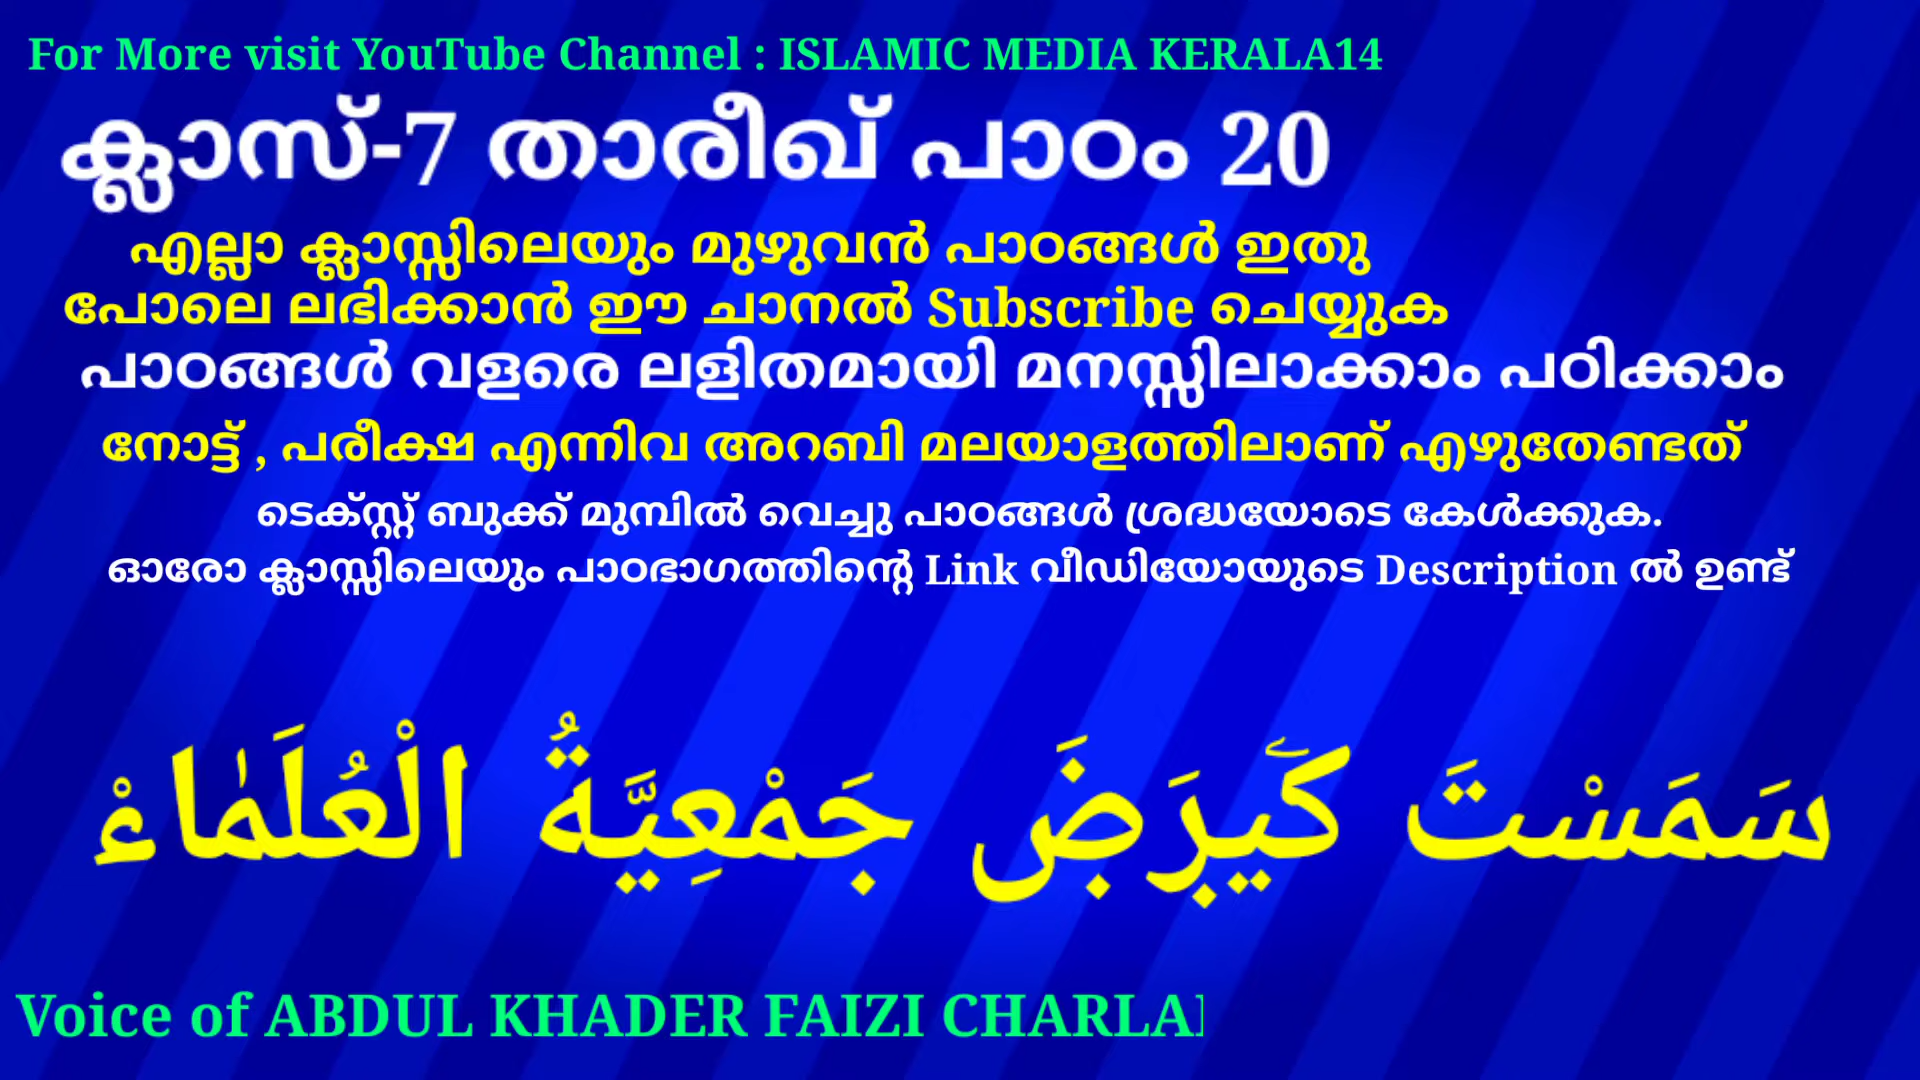 For More visit YouTube Channel : ISLAMIC MEDIA KERALA14
ക്ലാസ്-7 താരീഖ് പാഠം 20
എല്ലാ ക്ലാസ്സിലെയും മുഴുവൻ പാഠങ്ങൾ ഇതു
പോലെ ലഭിക്കാൻ ഈ ചാനൽ Subscribe ചെയ്യുക
പാഠങ്ങൾ വളരെ ലളിതമായി മനസ്സിലാക്കാം പഠിക്കാം
നോട്ട് , പരീക്ഷ എന്നിവ അറബി മലയാളത്തിലാണ് എഴുതേണ്ടത്
ടെക്സ്റ്റ് ബുക്ക് മുമ്പിൽ വെച്ചു പാഠങ്ങൾ ശ്രദ്ധയോടെ കേൾക്കുക.
ഓരോ ക്ലാസ്സിലെയും പാഠഭാഗത്തിന്റെ Link വീഡിയോയുടെ Description ൽ ഉണ്ട്
سَمَسْتَ كَيۤرَضَ جَمْعِيَّةُ الْعُلَمٰاءْ
Voice of ABDUL KHADER FAIZI CHARLA